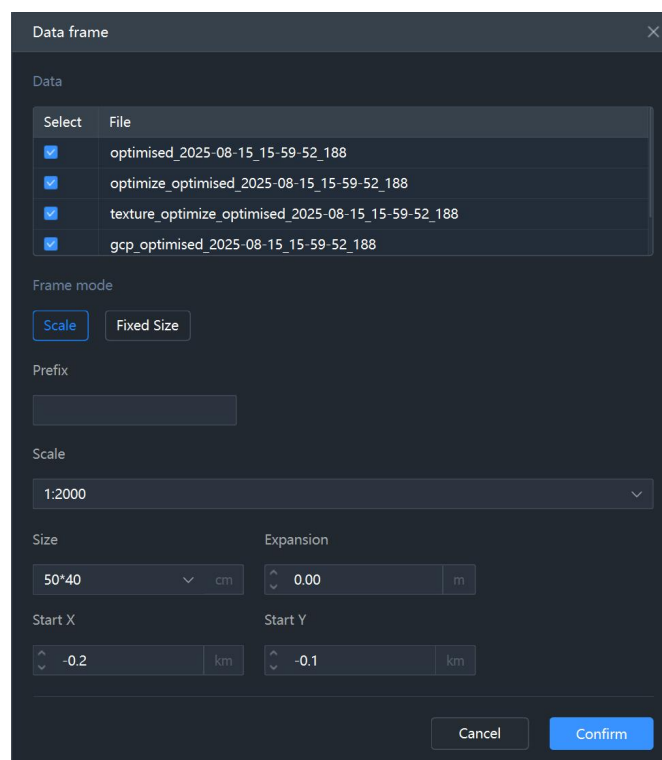 Data frame
Data
Select File
optimised_2025-08-15_15-59-52_188
optimize_optimised_2025-08-15_15-59-52_188
texture_optimize_optimised_2025-08-15_15-59-52_188
gcp_optimised_2025-08-15_15-59-52_188
Frame mode
Scale Fixed Size
Prefix
Scale
1:2000
Size Expansion
50*40 cm 0.00 m
Start X Start Y
-0.2 km -0.1 km
Cancel Confirm